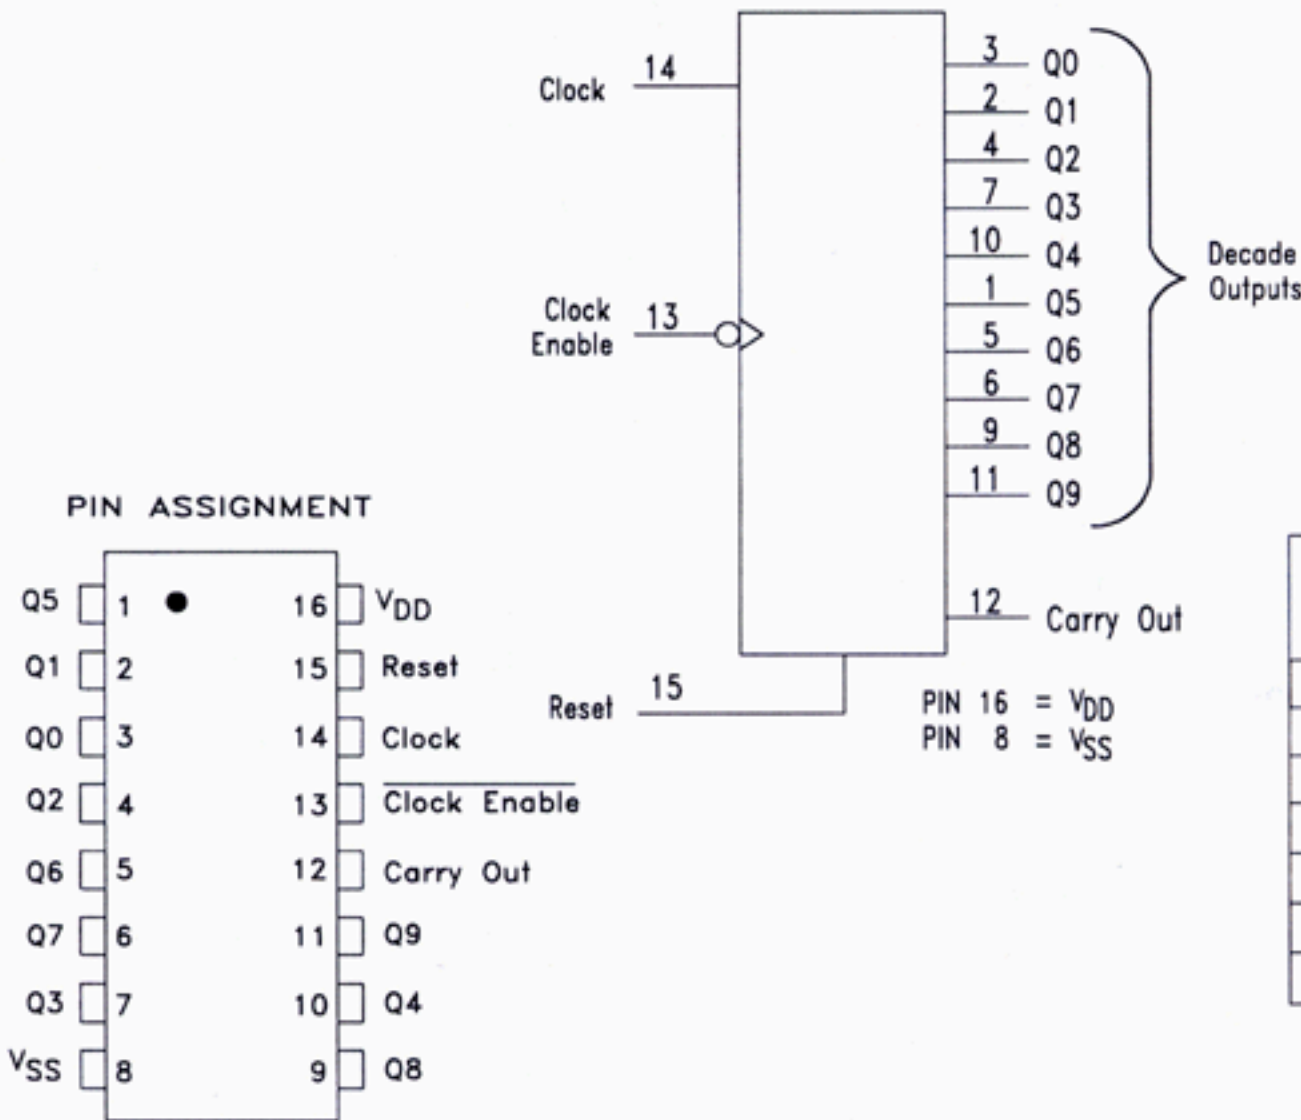 Clock 14
Clock
Enable 13
Reset 15
3 Q0
2 Q1
4 Q2
7 Q3
10 Q4
1 Q5
5 Q6
6 Q7
9 Q8
11 Q9
Decade
Outputs
12 Carry Out
PIN 16 = VDD
PIN 8 = VSS
PIN ASSIGNMENT
Q5 1 16 VDD
Q1 2 15 Reset
Q0 3 14 Clock
Q2 4 13 Clock Enable
Q6 5 12 Carry Out
Q7 6 11 Q9
Q3 7 10 Q4
VSS 8 9 Q8